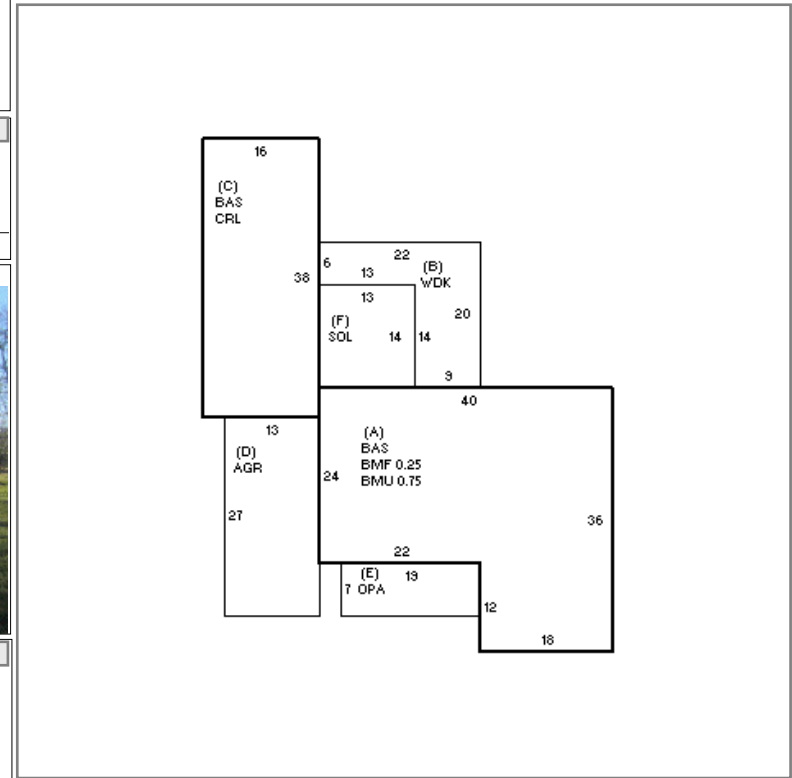 16
(C)
BAS
CRL
38
6
22
13
(B)
WDK
20
13
(F)
SOL
14
14
9
40
13
(D)
AGR
27
(A)
BAS
BMF 0.25
BMU 0.75
24
36
22
(E)
19
7 OPA
12
18